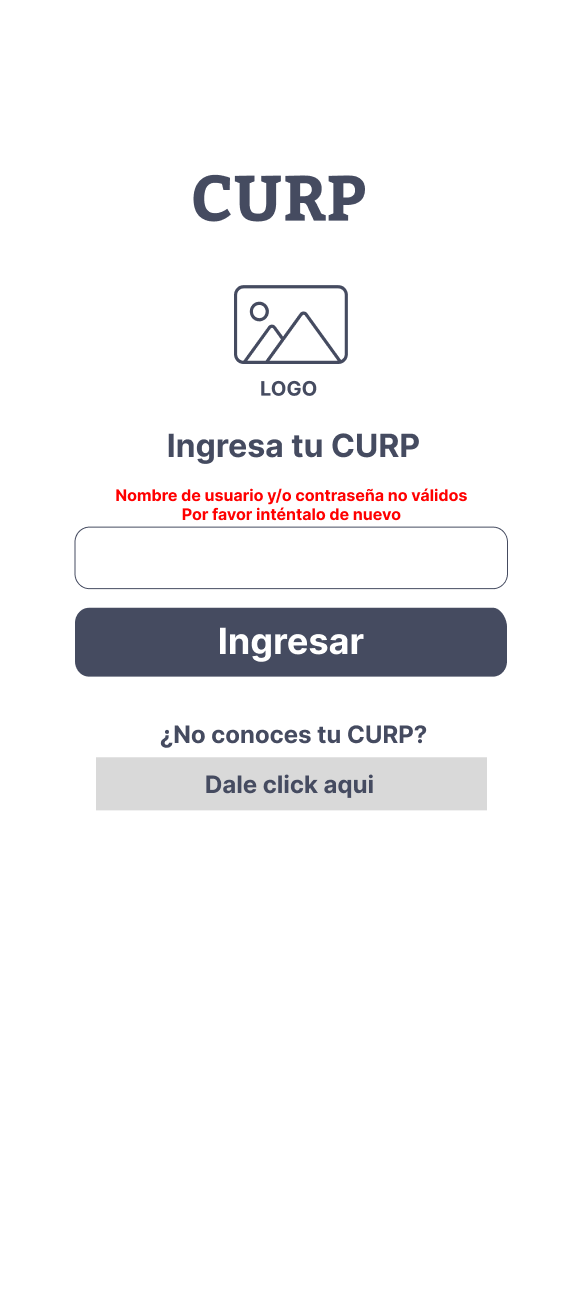 CURP
LOGO
Ingresa tu CURP
Nombre de usuario y/o contraseña no válidos
Por favor inténtalo de nuevo
Ingresar
¿No conoces tu CURP?
Dale click aqui